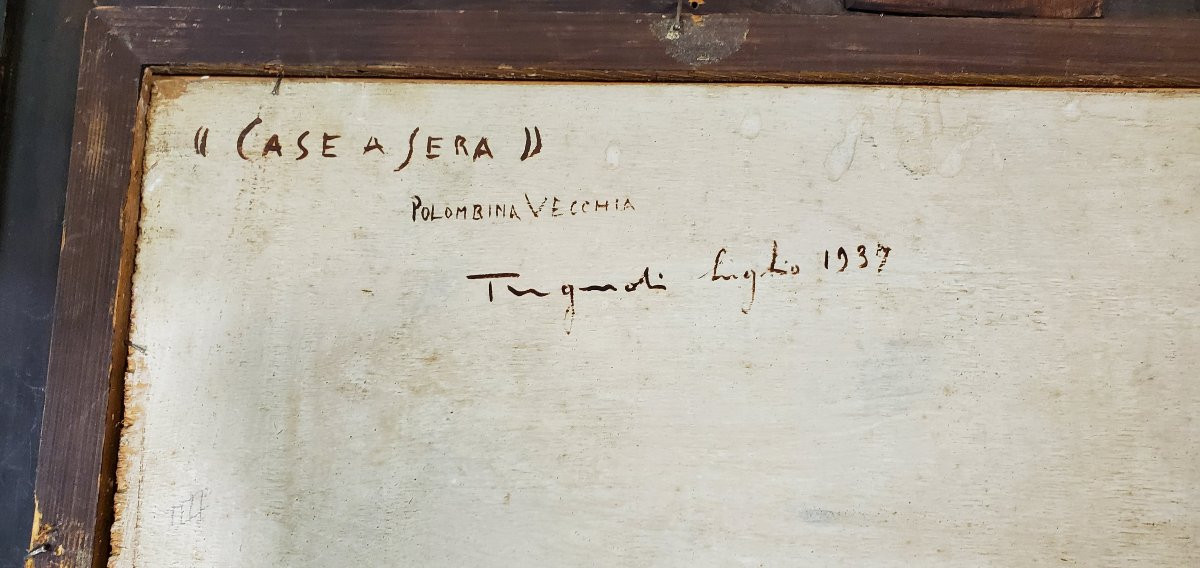 (( CASE A SERA ))
POLOMBINA VECCHIA
Tugnoli luglio 1937